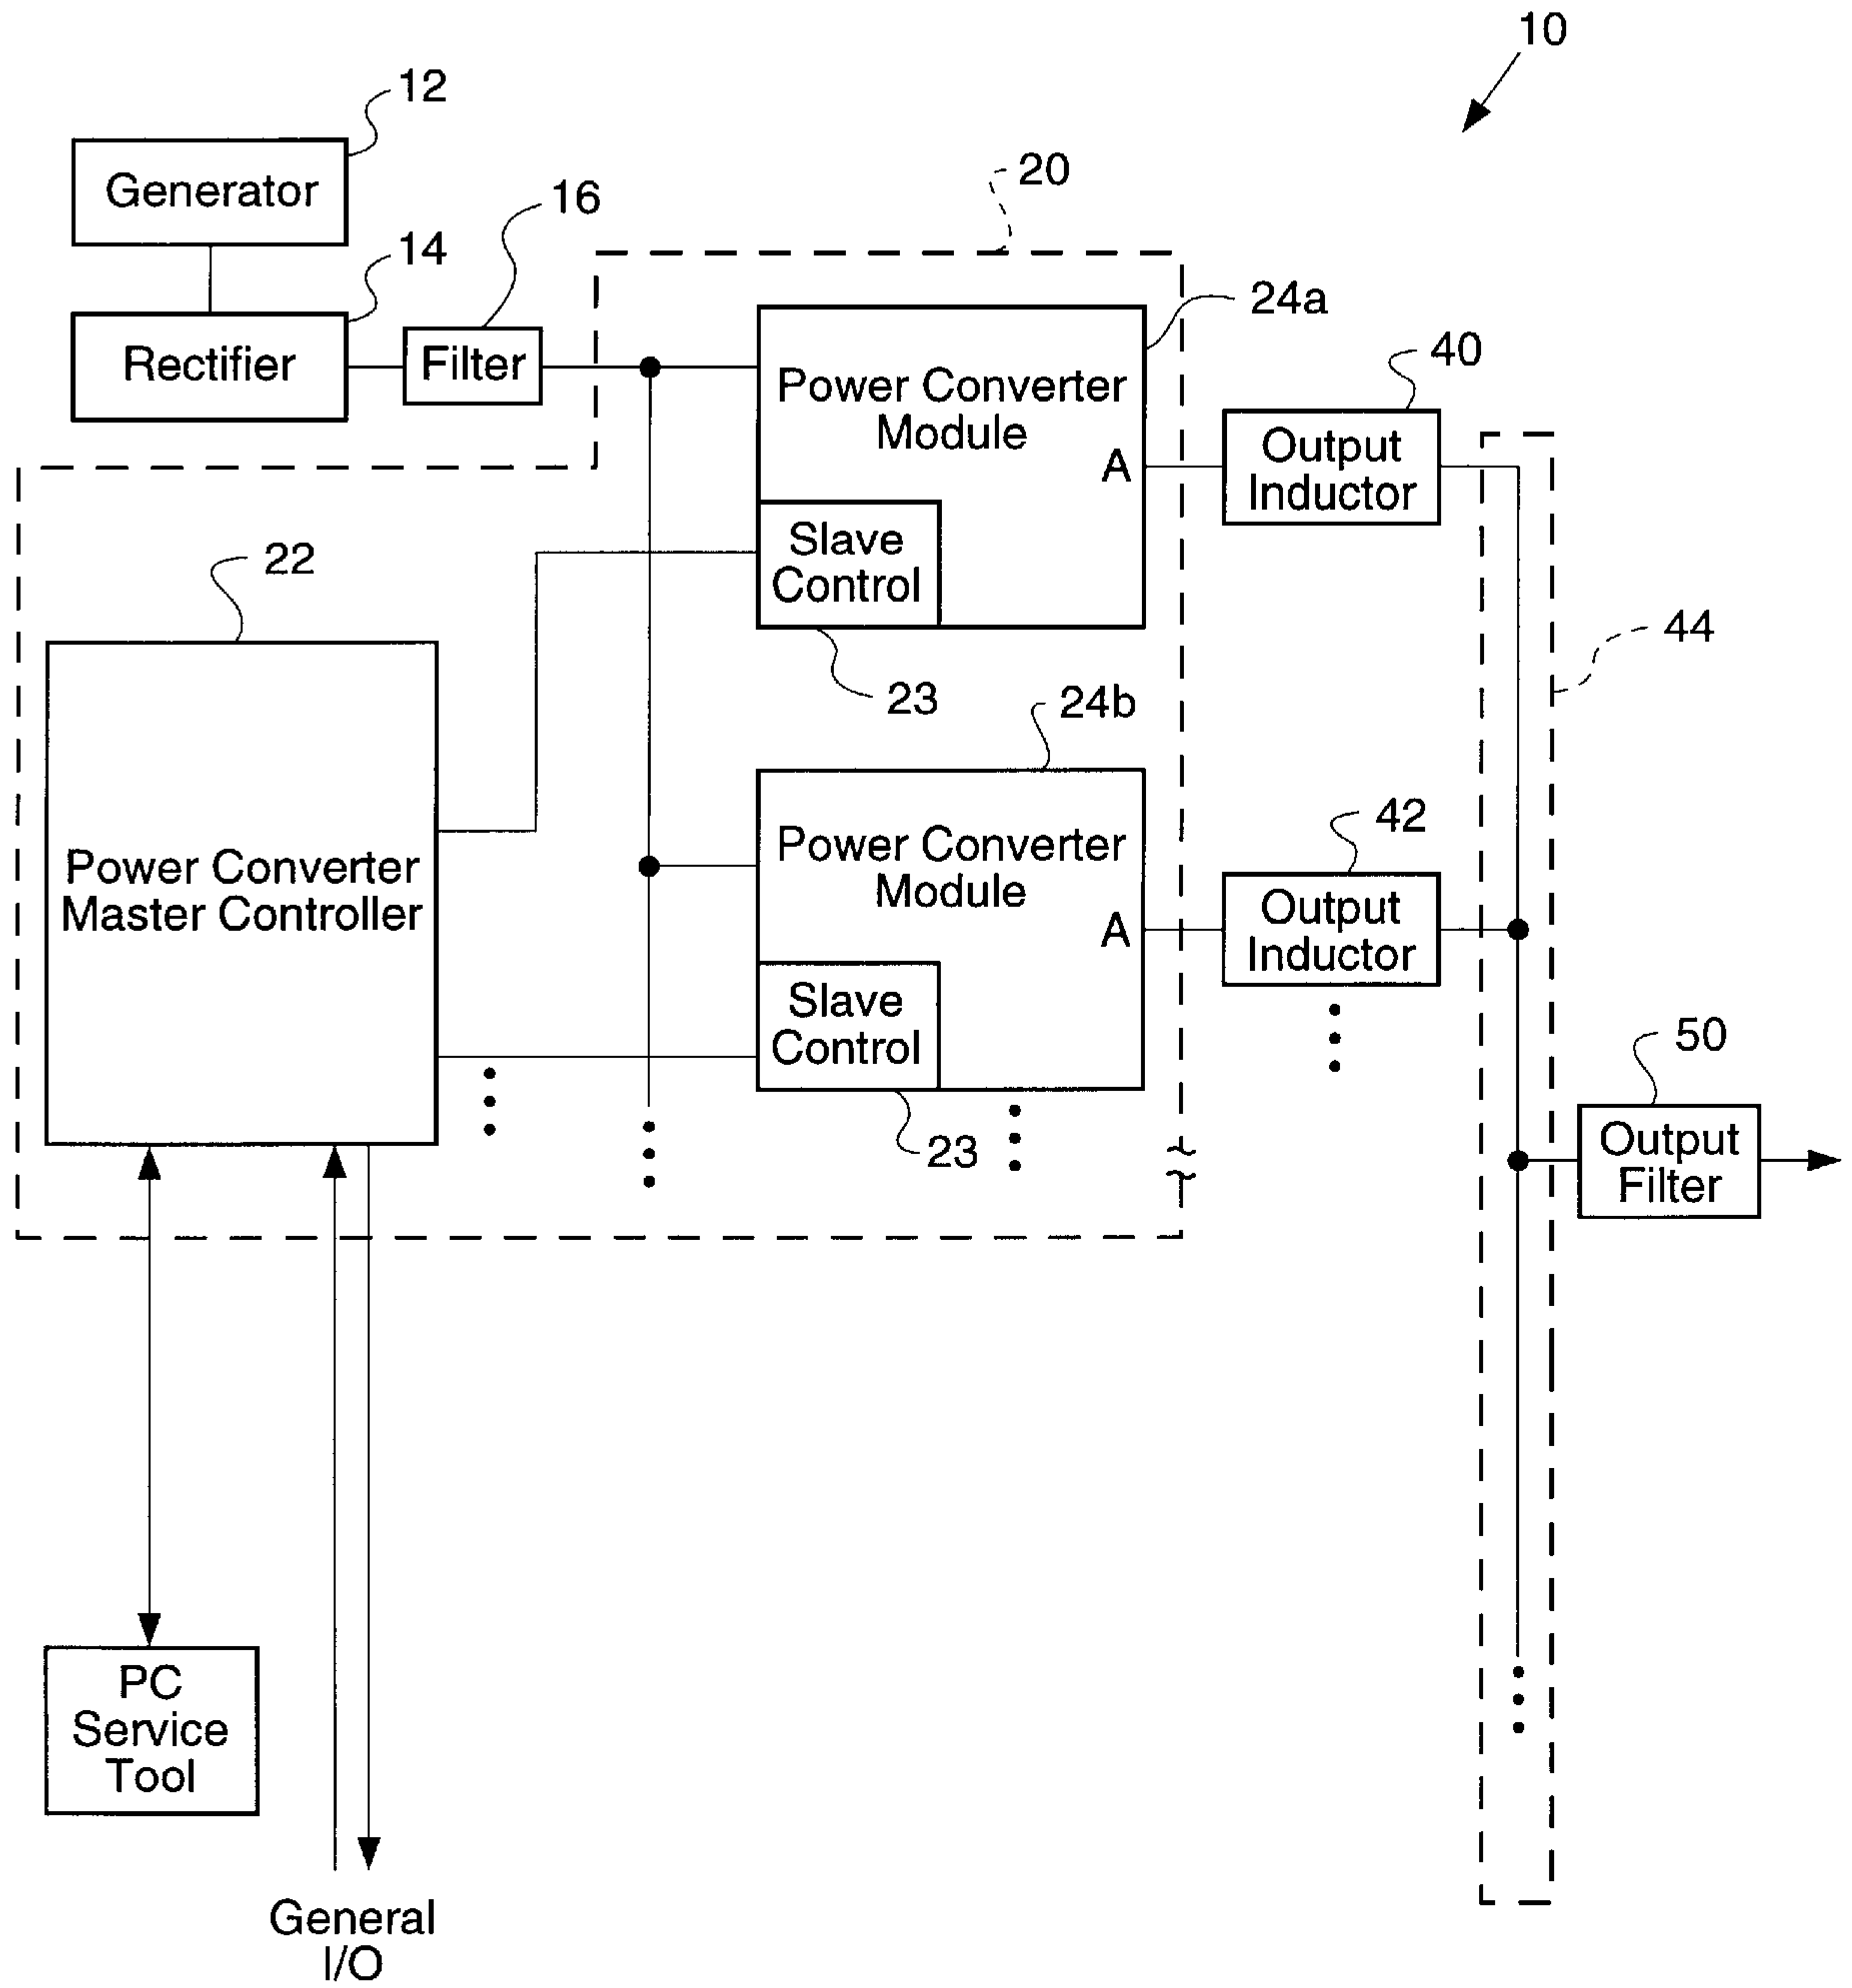 10
12
Generator
20
16
14
24a
Rectifier
Filter
40
Power Converter
Module
A
Output
Inductor
Slave
Control
22
44
23
24b
42
Power Converter
Module
Power Converter
Master Controller
A
Output
Inductor
Slave
Control
50
23
Output
Filter
PC
Service
Tool
General
I/O